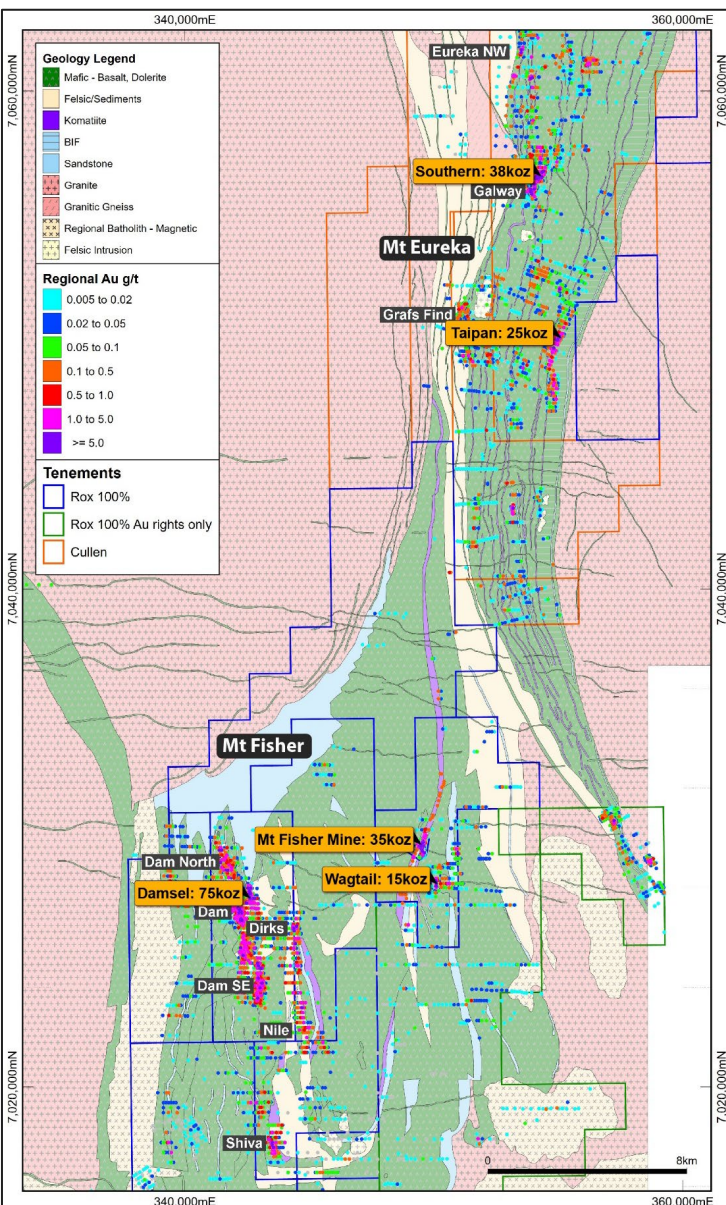 340,000mE
360,000mE
Geology Legend
Mafic - Basalt, Dolerite
Felsic/Sediments
Komatiite
BIF
Sandstone
Granite
Granitic Gneiss
Regional Batholith - Magnetic
Felsic Intrusion
Regional Au g/t
0.005 to 0.02
0.02 to 0.05
0.05 to 0.1
0.1 to 0.5
0.5 to 1.0
1.0 to 5.0
>= 5.0
Tenements
Rox 100%
Rox 100% Au rights only
Cullen
7,060,000mN
7,060,000mN
Eureka NW
Southern: 38koz
Galway
Mt Eureka
Grafs Find
Taipan: 25koz
7,040,000mN
7,040,000mN
Mt Fisher
Mt Fisher Mine: 35koz
Dam North
Wagtail: 15koz
Damsel: 75koz
Dam
Dirks
Dam SE
Nile
7,020,000mN
7,020,000mN
Shiva
0
8km
340,000mE
360,000mE